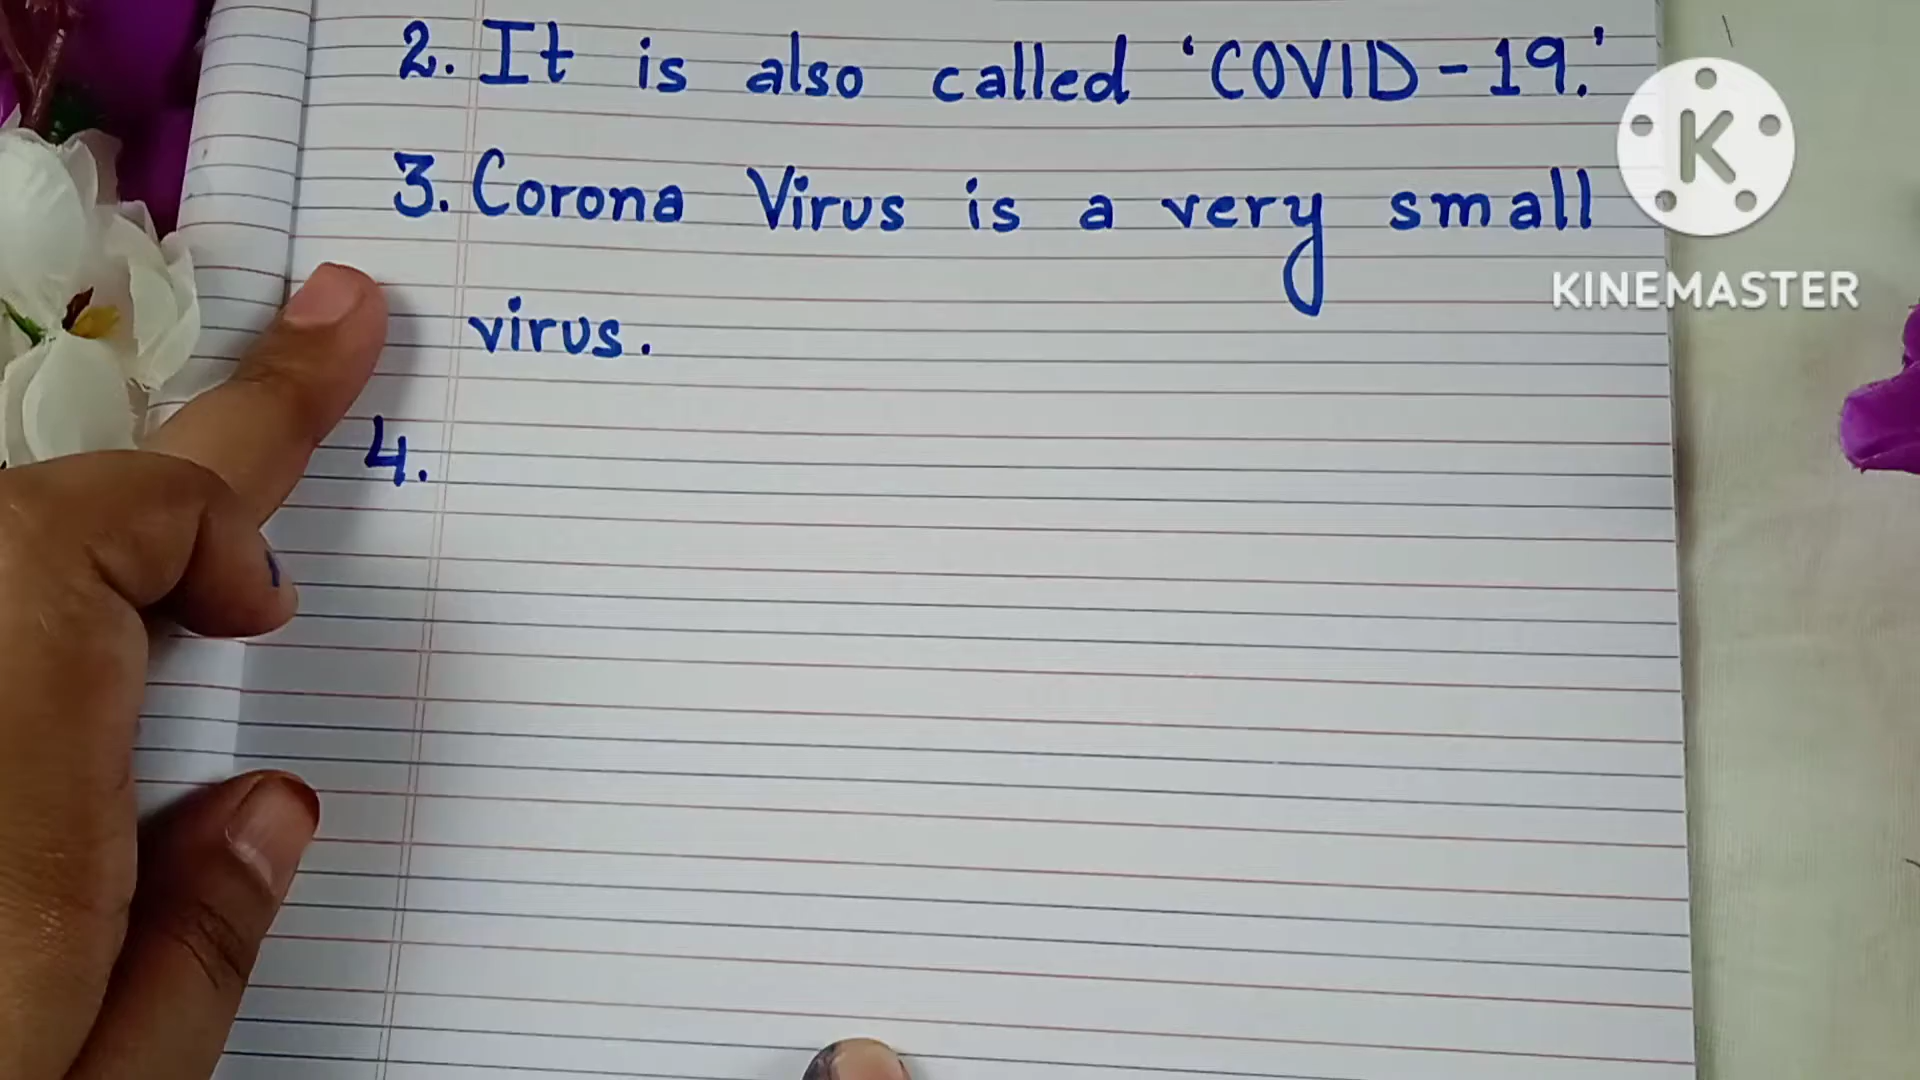 2. It is also called 'COVID-19.'
3. Corona Virus is a very small
virus.
4.
K
KINEMASTER